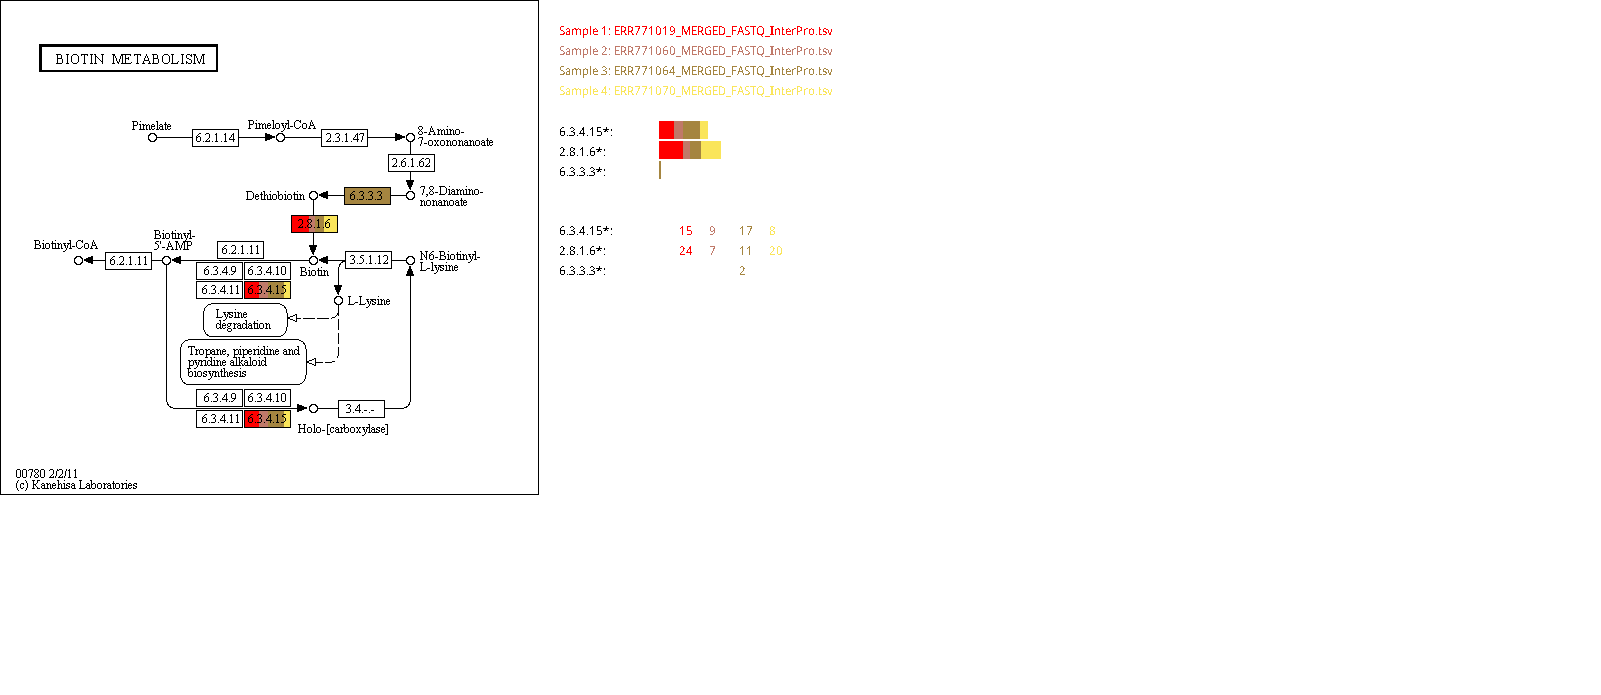 BIOTIN METABOLISM
Pimelate
6.2.1.14
Pimeloyl-CoA
2.3.1.47
8-Amino-
7-oxononanoate
2.6.1.62
Dethiobiotin
6.3.3.3
7,8-Diamino-
nonanoate
2.8.1.6
Biotinyl-CoA
6.2.1.11
Biotinyl-
5'-AMP
6.2.1.11
6.3.4.9 6.3.4.10
6.3.4.11 6.3.4.15
Biotin
3.5.1.12
N6-Biotinyl-
L-lysine
L-Lysine
Lysine
degradation
Tropane, piperidine and
pyridine alkaloid
biosynthesis
6.3.4.9 6.3.4.10
6.3.4.11 6.3.4.15
3.4.-.-
Holo-[carboxylase]
00780 2/2/11
(c) Kanehisa Laboratories
Sample 1: ERR771019_MERGED_FASTQ_InterPro.tsv
Sample 2: ERR771060_MERGED_FASTQ_InterPro.tsv
Sample 3: ERR771064_MERGED_FASTQ_InterPro.tsv
Sample 4: ERR771070_MERGED_FASTQ_InterPro.tsv
6.3.4.15*:
2.8.1.6*:
6.3.3.3*:
6.3.4.15*: 15 9 17 8
2.8.1.6*: 24 7 11 20
6.3.3.3*: 2